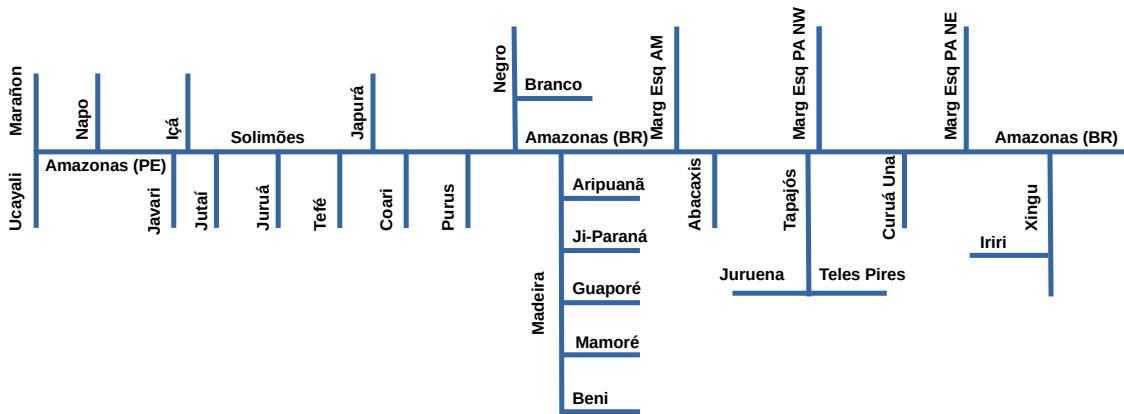 Marañon
Napo
Içá
Solimões
Japurá
Negro
Branco
Amazonas (BR)
Marg Esq AM
Marg Esq PA NW
Marg Esq PA NE
Amazonas (BR)
Amazonas (PE)
Ucayali
Javari
Jutaí
Juruá
Tefé
Coari
Purus
Madeira
Aripuanã
Ji-Paraná
Guaporé
Mamoré
Beni
Abacaxis
Tapajós
Juruena
Teles Pires
Curuá Una
Iriri
Xingu